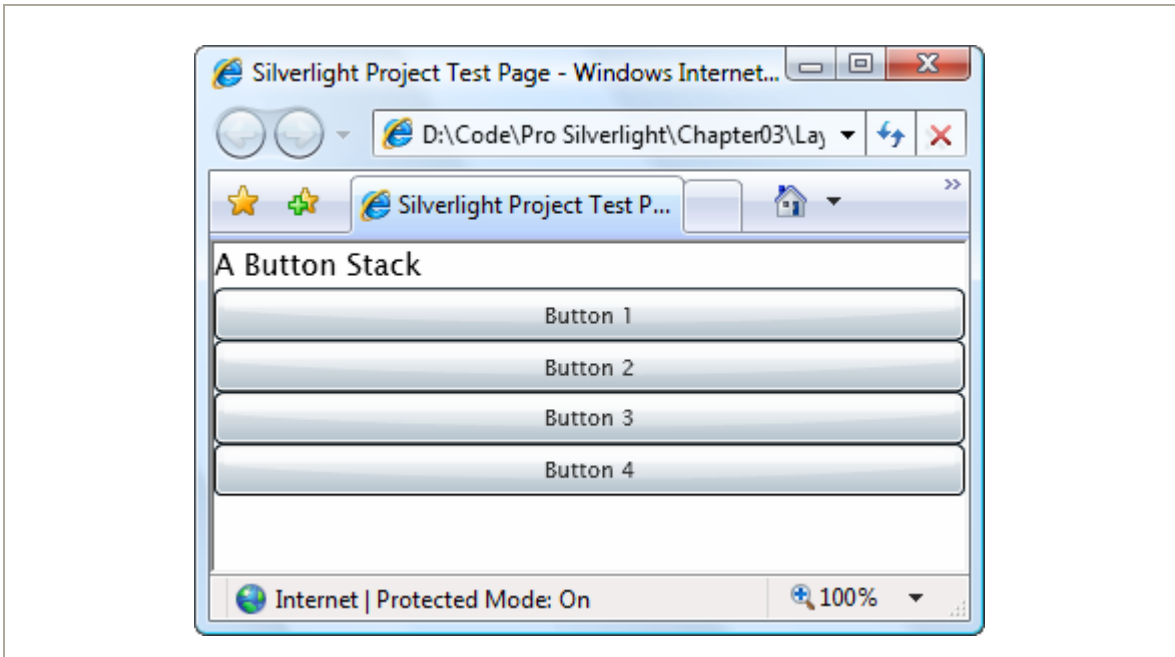 Silverlight Project Test Page - Windows Internet...
D:\Code\Pro Silverlight\Chapter03\Lay
Silverlight Project Test P...
A Button Stack
Button 1
Button 2
Button 3
Button 4
Internet | Protected Mode: On
100%